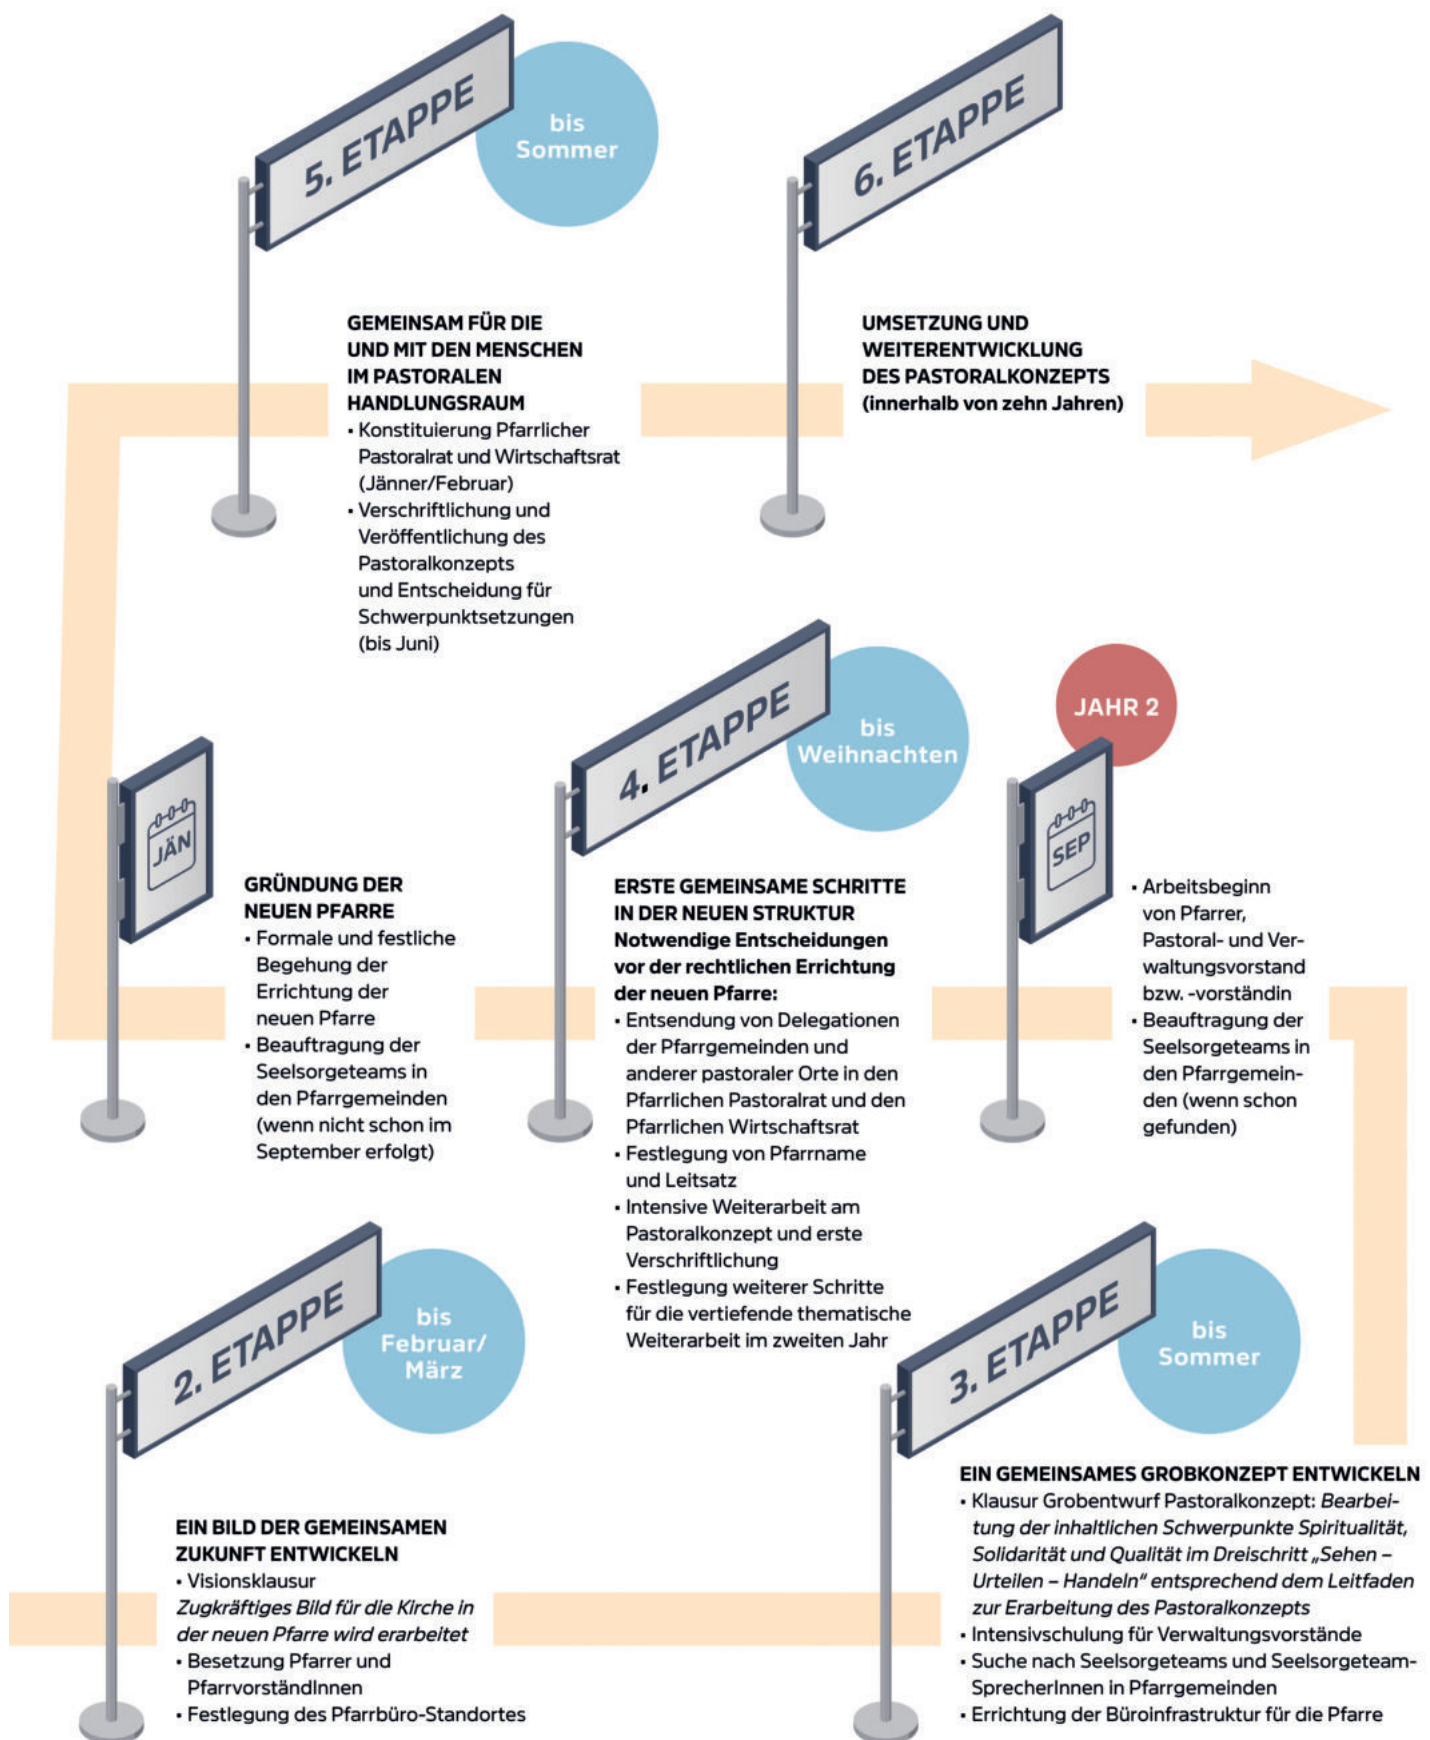 5. ETAPPE
bis
Sommer
GEMEINSAM FÜR DIE
UND MIT DEN MENSCHEN
IM PASTORALEN
HANDLUNGSRAUM
• Konstituierung Pfarrlicher
Pastoralrat und Wirtschaftsrat
(Jänner/Februar)
• Verschriftlichung und
Veröffentlichung des
Pastoralkonzepts
und Entscheidung für
Schwerpunktsetzungen
(bis Juni)
6. ETAPPE
UMSETZUNG UND
WEITERENTWICKLUNG
DES PASTORALKONZEPTS
(innerhalb von zehn Jahren)
JÄN
GRÜNDUNG DER
NEUEN PFARRE
• Formale und festliche
Begehung der
Errichtung der
neuen Pfarre
• Beauftragung der
Seelsorgeteams in
den Pfarrgemeinden
(wenn nicht schon im
September erfolgt)
4. ETAPPE
bis
Weihnachten
ERSTE GEMEINSAME SCHRITTE
IN DER NEUEN STRUKTUR
Notwendige Entscheidungen
vor der rechtlichen Errichtung
der neuen Pfarre:
• Entsendung von Delegationen
der Pfarrgemeinden und
anderer pastoraler Orte in den
Pfarrlichen Pastoralrat und den
Pfarrlichen Wirtschaftsrat
• Festlegung von Pfarrname
und Leitsatz
• Intensive Weiterarbeit am
Pastoralkonzept und erste
Verschriftlichung
• Festlegung weiterer Schritte
für die vertiefende thematische
Weiterarbeit im zweiten Jahr
JAHR 2
SEP
• Arbeitsbeginn
von Pfarrer,
Pastoral- und Ver-
waltungsvorstand
bzw. -vorständin
• Beauftragung der
Seelsorgeteams in
den Pfarrgemein-
den (wenn schon
gefunden)
2. ETAPPE
bis
Februar/
März
EIN BILD DER GEMEINSAMEN
ZUKUNFT ENTWICKELN
• Visionsklausur
Zugkräftiges Bild für die Kirche in
der neuen Pfarre wird erarbeitet
• Besetzung Pfarrer und
PfarrvorständInnen
• Festlegung des Pfarrbüro-Standortes
3. ETAPPE
bis
Sommer
EIN GEMEINSAMES GROBKONZEPT ENTWICKELN
• Klausur Grobentwurf Pastoralkonzept: Bearbei-
tung der inhaltlichen Schwerpunkte Spiritualität,
Solidarität und Qualität im Dreischritt „Sehen –
Urteilen – Handeln“ entsprechend dem Leitfaden
zur Erarbeitung des Pastoralkonzepts
• Intensivschulung für Verwaltungsvorstände
• Suche nach Seelsorgeteams und Seelsorgeteam-
SprecherInnen in Pfarrgemeinden
• Errichtung der Büroinfrastruktur für die Pfarre